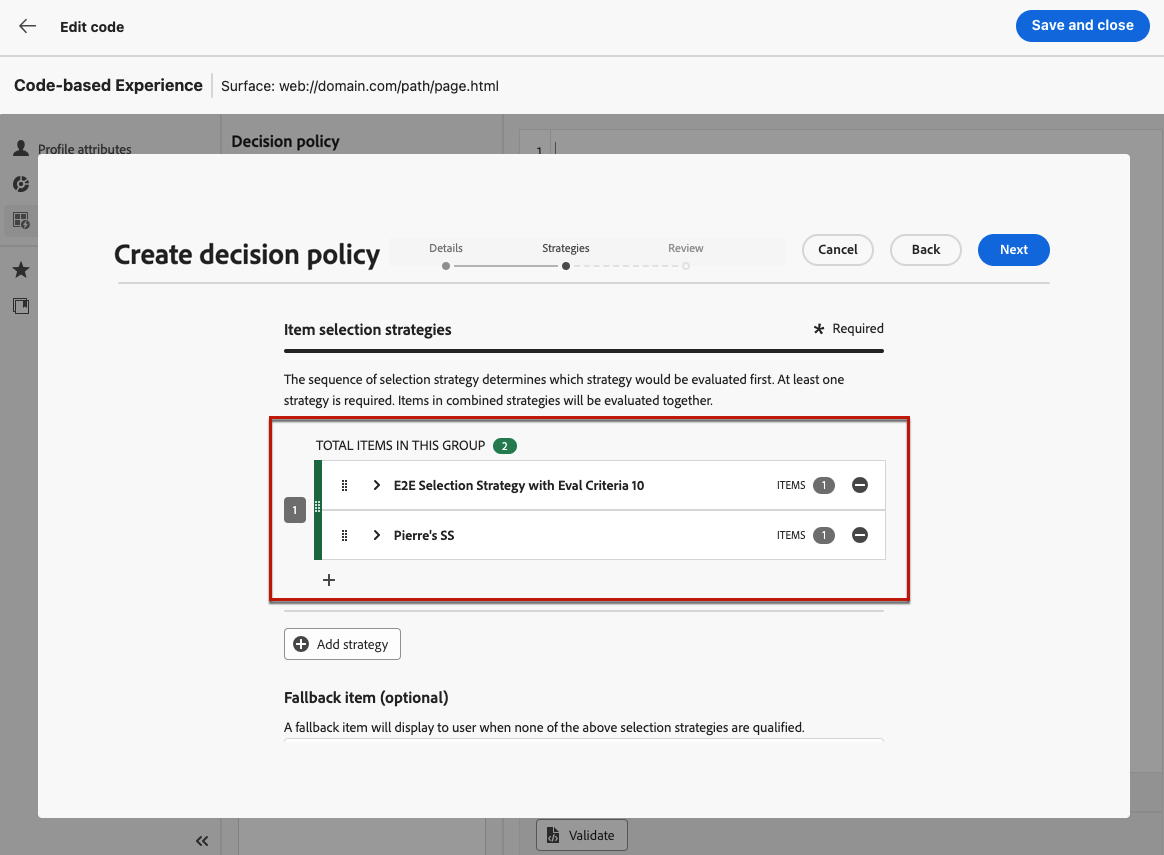 Edit code
Save and close
Code-based Experience
Surface: web://domain.com/path/page.html
Profile attributes
Decision policy
1
Create decision policy
Details
Strategies
Review
Cancel
Back
Next
Item selection strategies
* Required
The sequence of selection strategy determines which strategy would be evaluated first. At least one
strategy is required. Items in combined strategies will be evaluated together.
TOTAL ITEMS IN THIS GROUP 2
1
E2E Selection Strategy with Eval Criteria 10
ITEMS 1
Pierre's SS
ITEMS 1
Add strategy
Fallback item (optional)
A fallback item will display to user when none of the above selection strategies are qualified.
Validate